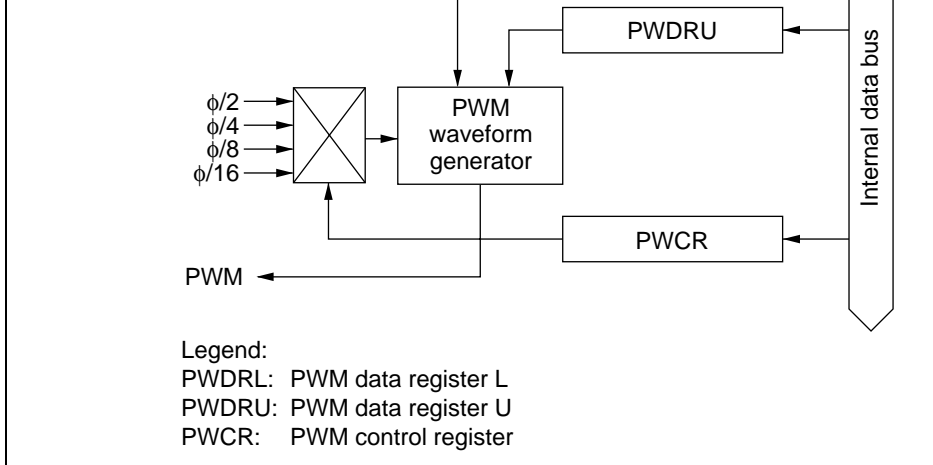 PWDRU
Internal data bus
ϕ/2
ϕ/4
ϕ/8
ϕ/16
PWM
waveform
generator
PWCR
PWM
Legend:
PWDRL: PWM data register L
PWDRU: PWM data register U
PWCR: PWM control register